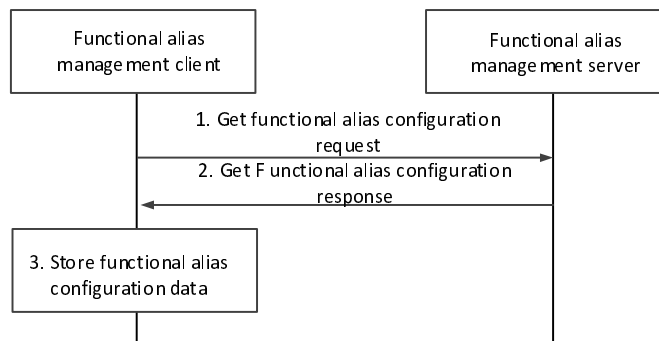 Functional alias
management client
Functional alias
management server
1. Get functional alias configuration
request
2. Get F unctional alias configuration
response
3. Store functional alias
configuration data